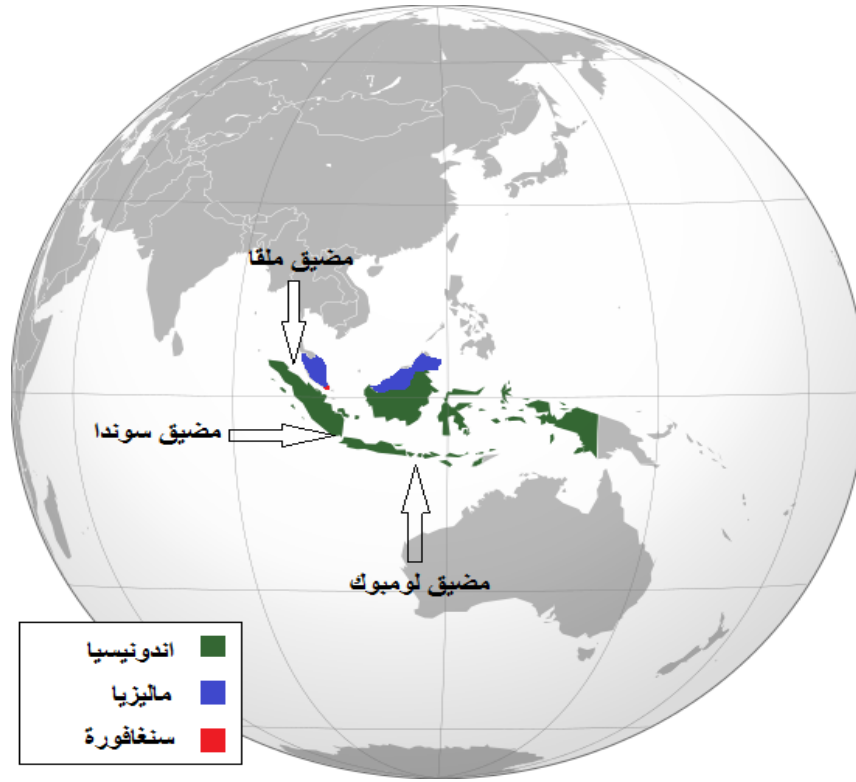 مضيق ملقا
مضيق سوندا
مضيق لومبوك
اندونيسيا
ماليزيا
سنغافورة